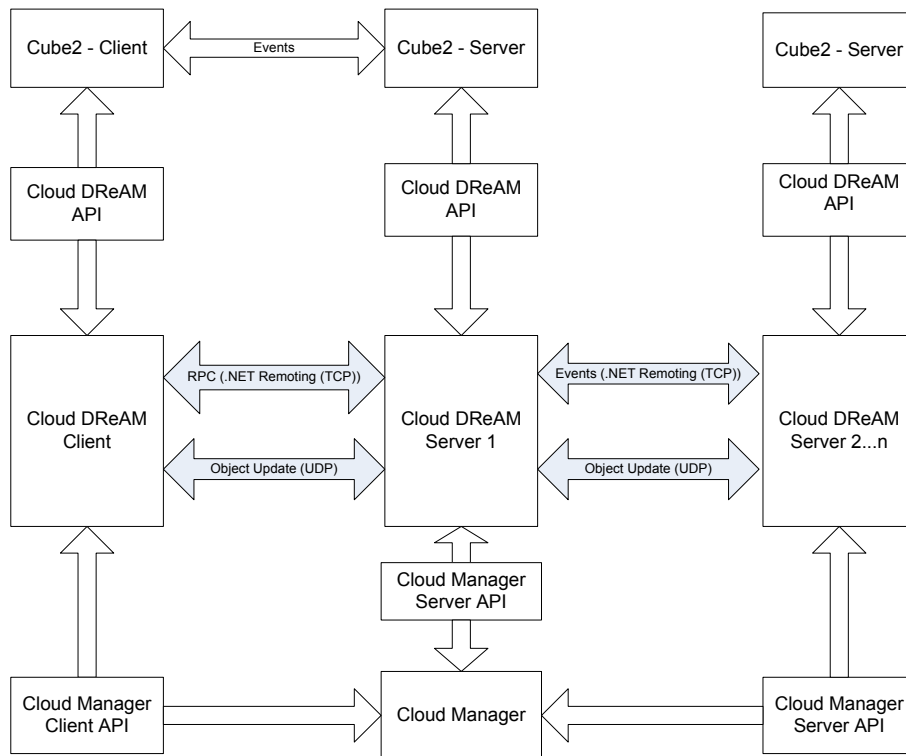 Cube2 - Client
Events
Cube2 - Server
Cube2 - Server
Cloud DReAM
API
Cloud DReAM
API
Cloud DReAM
API
RPC (.NET Remoting (TCP))
Events (.NET Remoting (TCP))
Cloud DReAM
Client
Cloud DReAM
Server 1
Cloud DReAM
Server 2...n
Object Update (UDP)
Object Update (UDP)
Cloud Manager
Server API
Cloud Manager
Client API
Cloud Manager
Cloud Manager
Server API